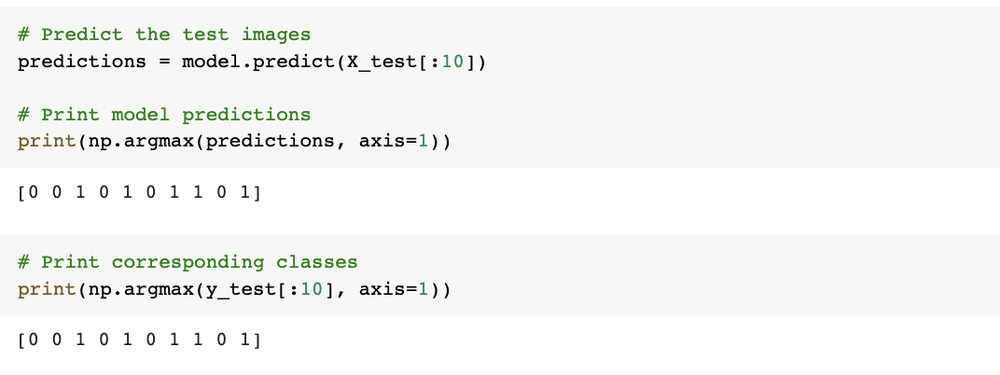 # Predict the test images
predictions = model.predict(X_test[:10])
# Print model predictions
print(np.argmax(predictions, axis=1))
[0 0 1 0 1 0 1 1 0 1]
# Print corresponding classes
print(np.argmax(y_test[:10], axis=1))
[0 0 1 0 1 0 1 1 0 1]